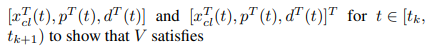 [x_{cl}^T(t), p^T(t), d^T(t)] and [x_{cl}^T(t), p^T(t), d^T(t)]^T for t ∈ [t_k,
t_{k+1}) to show that V satisfies